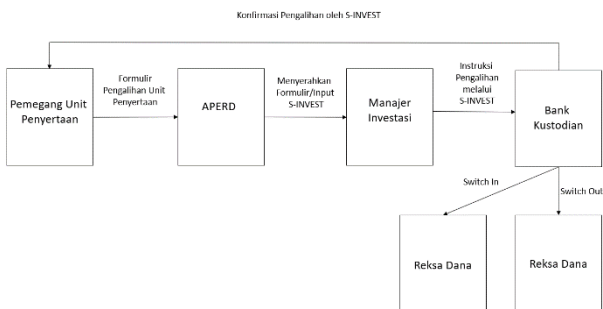 Konfirmasi Pengalihan oleh S-INVEST
Pemegang Unit
Penyertaan
Formulir
Pengalihan Unit
Penyertaan
APERD
Menyerahkan
Formulir/Input
S-INVEST
Manajer
Investasi
Instruksi
Pengalihan
melalui
S-INVEST
Bank
Kustodian
Switch In
Switch Out
Reksa Dana
Reksa Dana